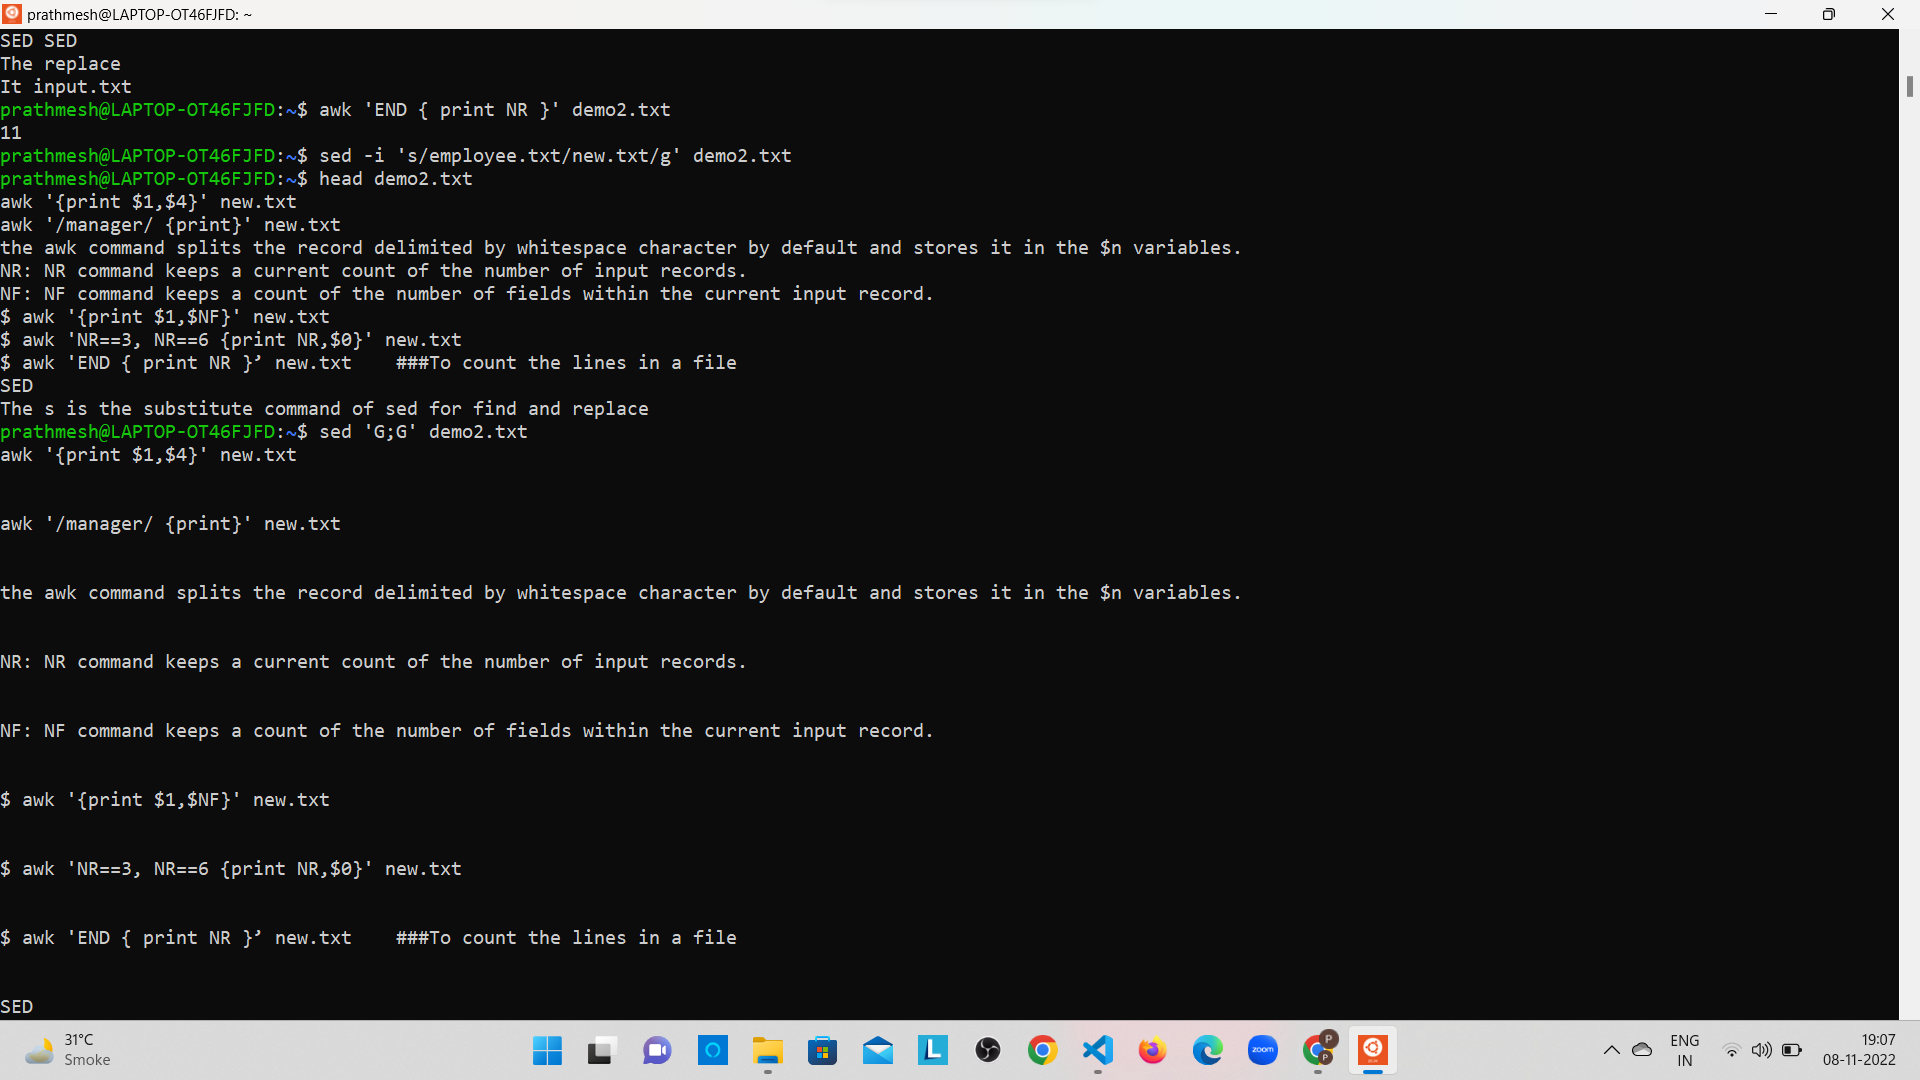 prathmesh@LAPTOP-OT46FJFD: ~
SED SED
The replace
It input.txt
prathmesh@LAPTOP-OT46FJFD:~$ awk 'END { print NR }' demo2.txt
11
prathmesh@LAPTOP-OT46FJFD:~$ sed -i 's/employee.txt/new.txt/g' demo2.txt
prathmesh@LAPTOP-OT46FJFD:~$ head demo2.txt
awk '{print $1,$4}' new.txt
awk '/manager/ {print}' new.txt
the awk command splits the record delimited by whitespace character by default and stores it in the $n variables.
NR: NR command keeps a current count of the number of input records.
NF: NF command keeps a count of the number of fields within the current input record.
$ awk '{print $1,$NF}' new.txt
$ awk 'NR==3, NR==6 {print NR,$0}' new.txt
$ awk 'END { print NR }’ new.txt    ###To count the lines in a file
SED
The s is the substitute command of sed for find and replace
prathmesh@LAPTOP-OT46FJFD:~$ sed 'G;G' demo2.txt
awk '{print $1,$4}' new.txt
awk '/manager/ {print}' new.txt
the awk command splits the record delimited by whitespace character by default and stores it in the $n variables.
NR: NR command keeps a current count of the number of input records.
NF: NF command keeps a count of the number of fields within the current input record.
$ awk '{print $1,$NF}' new.txt
$ awk 'NR==3, NR==6 {print NR,$0}' new.txt
$ awk 'END { print NR }’ new.txt    ###To count the lines in a file
SED
31°C
Smoke
L
zoom
P
P
ENG
IN
19:07
08-11-2022